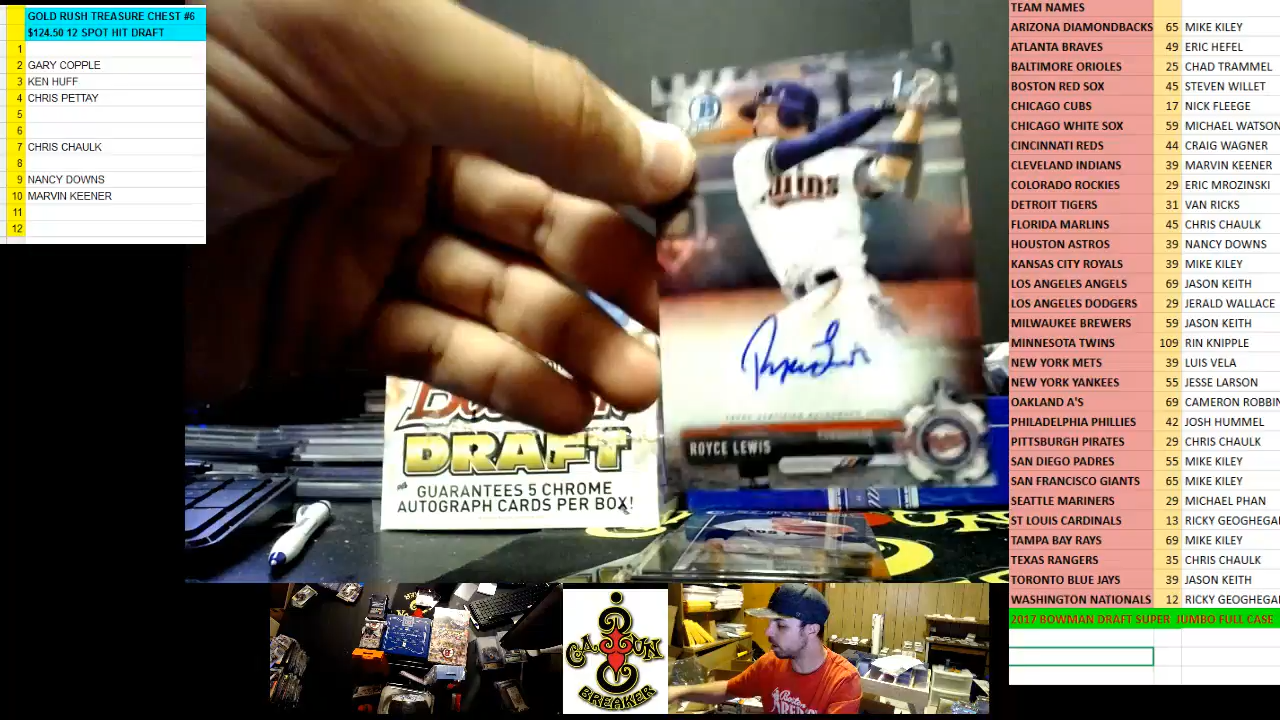 GOLD RUSH TREASURE CHEST #6
$124.50 12 SPOT HIT DRAFT
1
2 GARY COPPLE
3 KEN HUFF
4 CHRIS PETTAY
5
6
7 CHRIS CHAULK
8
9 NANCY DOWNS
10 MARVIN KEENER
11
12
ROYCE LEWIS
DRAFT
GUARANTEES 5 CHROME
AUTOGRAPH CARDS PER BOX!
CAJUN
BREAKER
TEAM NAMES
ARIZONA DIAMONDBACKS 65 MIKE KILEY
ATLANTA BRAVES 49 ERIC HEFEL
BALTIMORE ORIOLES 25 CHAD TRAMMEL
BOSTON RED SOX 45 STEVEN WILLET
CHICAGO CUBS 17 NICK FLEEGE
CHICAGO WHITE SOX 59 MICHAEL WATSON
CINCINATTI REDS 44 CRAIG WAGNER
CLEVELAND INDIANS 39 MARVIN KEENER
COLORADO ROCKIES 29 ERIC MROZINSKI
DETROIT TIGERS 31 VAN RICKS
FLORIDA MARLINS 45 CHRIS CHAULK
HOUSTON ASTROS 39 NANCY DOWNS
KANSAS CITY ROYALS 39 MIKE KILEY
LOS ANGELES ANGELS 69 JASON KEITH
LOS ANGELES DODGERS 29 JERALD WALLACE
MILWAUKEE BREWERS 59 JASON KEITH
MINNESOTA TWINS 109 RIN KNIPPLE
NEW YORK METS 39 LUIS VELA
NEW YORK YANKEES 55 JESSE LARSON
OAKLAND A'S 69 CAMERON ROBBIN
PHILADELPHIA PHILLIES 42 JOSH HUMMEL
PITTSBURGH PIRATES 29 CHRIS CHAULK
SAN DIEGO PADRES 55 MIKE KILEY
SAN FRANCISCO GIANTS 65 MIKE KILEY
SEATTLE MARINERS 29 MICHAEL PHAN
ST LOUIS CARDINALS 13 RICKY GEOGHEGA
TAMPA BAY RAYS 69 MIKE KILEY
TEXAS RANGERS 35 CHRIS CHAULK
TORONTO BLUE JAYS 39 JASON KEITH
WASHINGTON NATIONALS 12 RICKY GEOGHEGA
2017 BOWMAN DRAFT SUPER JUMBO FULL CASE